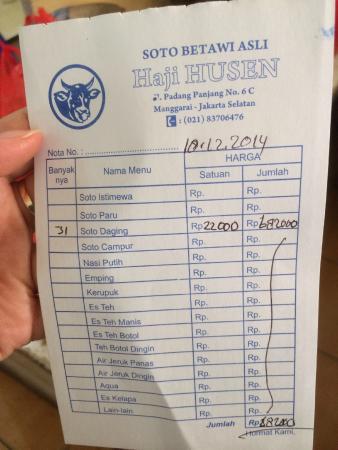 SOTO BETAWI ASLI
Haji HUSEN
Jl. Padang Panjang No. 6 C
Manggarai - Jakarta Selatan
: (021) 83706476
Nota No. : 10.12.2014
Banyak nya Nama Menu HARGA
Satuan Jumlah
Soto Istimewa Rp. Rp.
Soto Paru Rp. Rp.
31 Soto Daging Rp. 22000 Rp. 682000
Soto Campur Rp. Rp.
Nasi Putih Rp. Rp.
Emping Rp. Rp.
Kerupuk Rp. Rp.
Es Teh Rp. Rp.
Es Teh Manis Rp. Rp.
Es Teh Botol Rp. Rp.
Teh Botol Dingin Rp. Rp.
Air Jeruk Panas Rp. Rp.
Air Jeruk Dingin Rp. Rp.
Aqua Rp. Rp.
Es Kelapa Rp. Rp.
Lain-lain Rp. Rp.
Jumlah Rp. 682000
Hormat Kami,